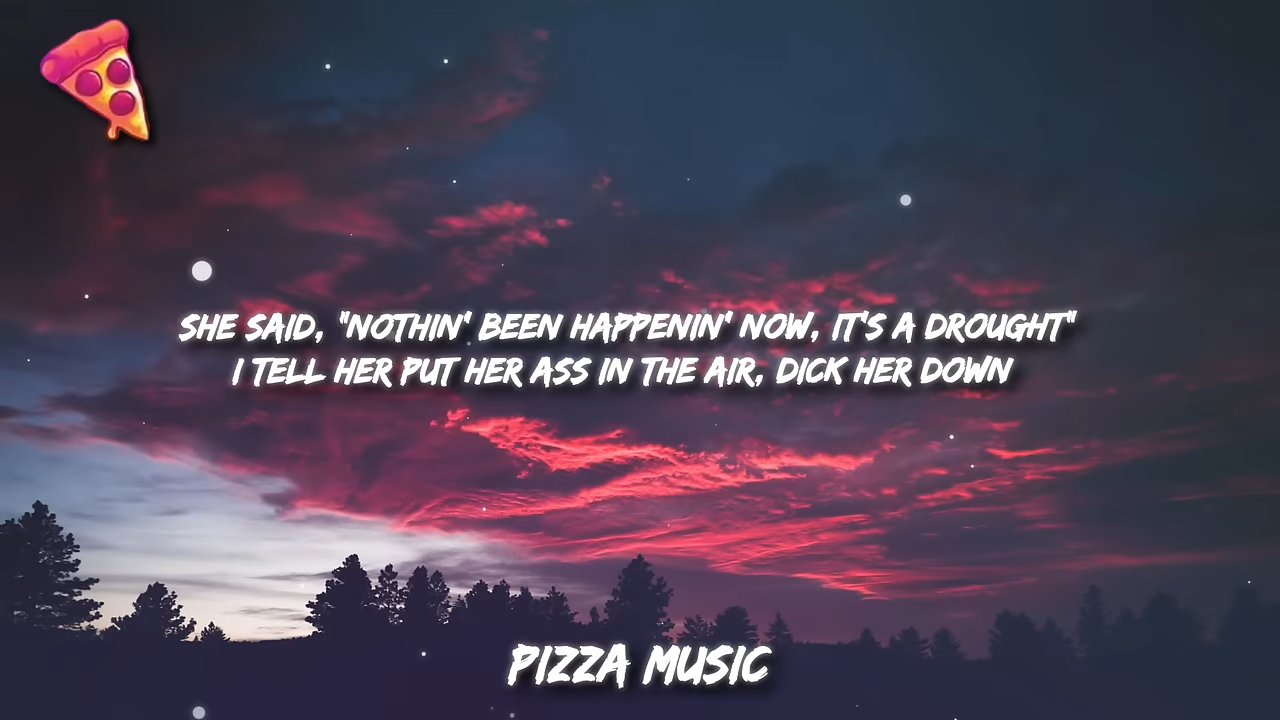 SHE SAID, "NOTHIN' BEEN HAPPENIN' NOW, IT'S A DROUGHT"
I TELL HER PUT HER ASS IN THE AIR, DICK HER DOWN
PIZZA MUSIC